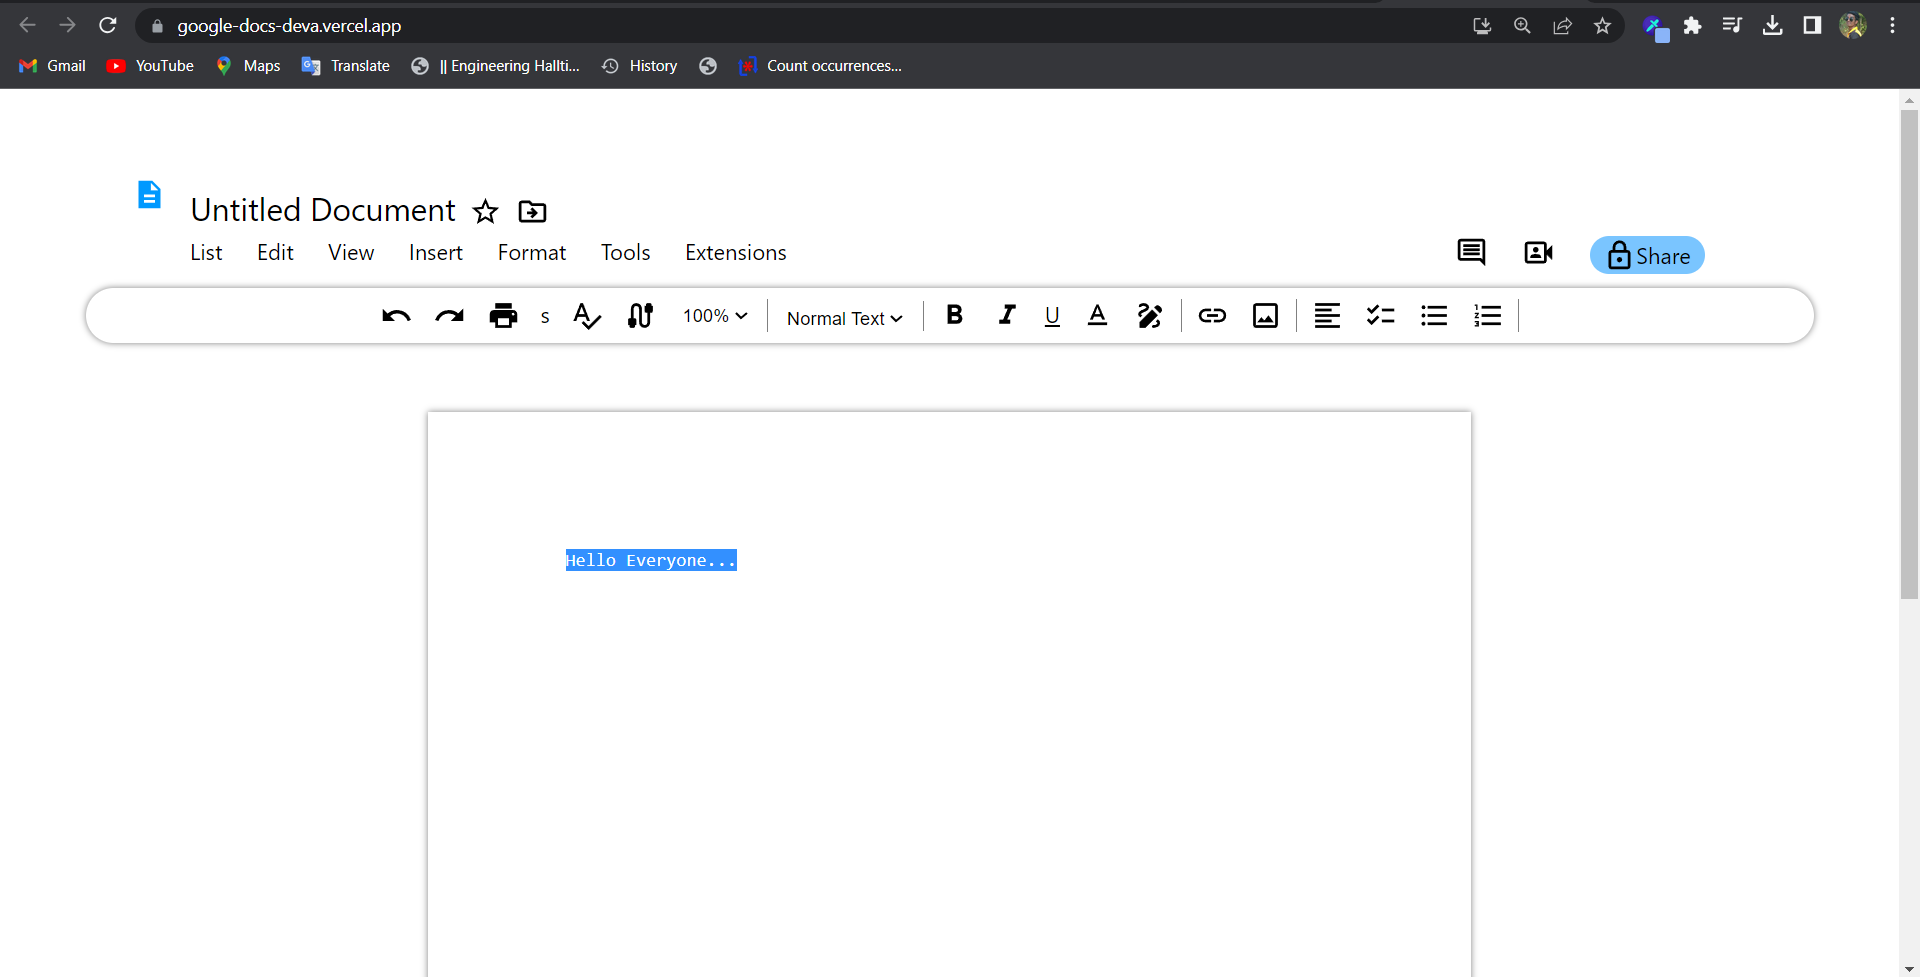 google-docs-deva.vercel.app
Gmail YouTube Maps Translate || Engineering Hallti... History Count occurrences...
Untitled Document
List Edit View Insert Format Tools Extensions
Share
s 100% Normal Text B I U A
Hello Everyone...